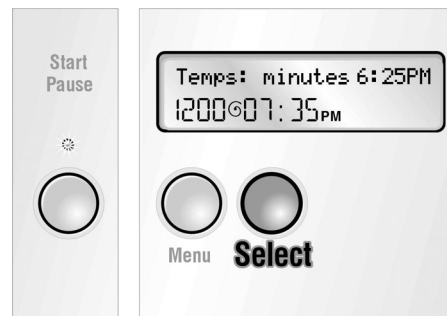 Start
Pause
Temps: minutes 6:25PM
1200 07:35PM
Menu
Select